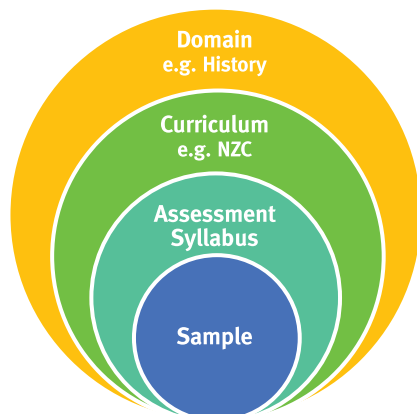 Domain
e.g. History
Curriculum
e.g. NZC
Assessment
Syllabus
Sample